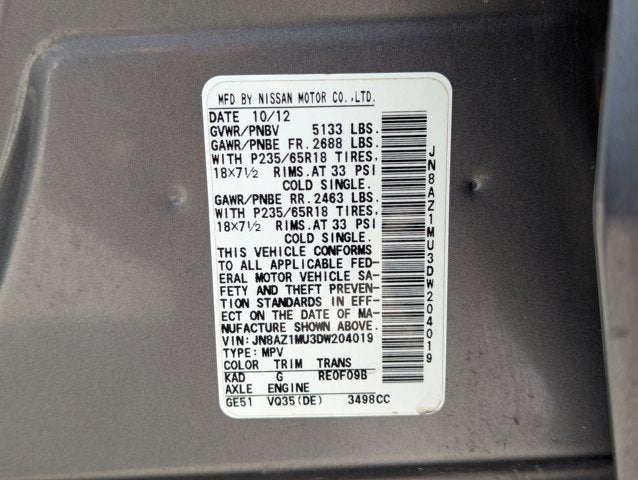 MFD BY NISSAN MOTOR CO.,LTD.
DATE 10/12
GVWR/PNBV 5133 LBS.
GAWR/PNBE FR.2688 LBS.
WITH P235/65R18 TIRES,
18×7½ RIMS.AT 33 PSI
COLD SINGLE.
GAWR/PNBE RR.2463 LBS.
WITH P235/65R18 TIRES,
18×7½ RIMS.AT 33 PSI
COLD SINGLE.
THIS VEHICLE CONFORMS
TO ALL APPLICABLE FED-
ERAL MOTOR VEHICLE SA-
FETY AND THEFT PREVEN-
TION STANDARDS IN EFF-
ECT ON THE DATE OF MA-
NUFACTURE SHOWN ABOVE.
VIN:JN8AZ1MU3DW204019
TYPE:MPV
COLOR TRIM TRANS
KAD G RE0F09B
AXLE ENGINE
GE51 VQ35(DE) 3498CC
JN8AZ1MU3DW204019